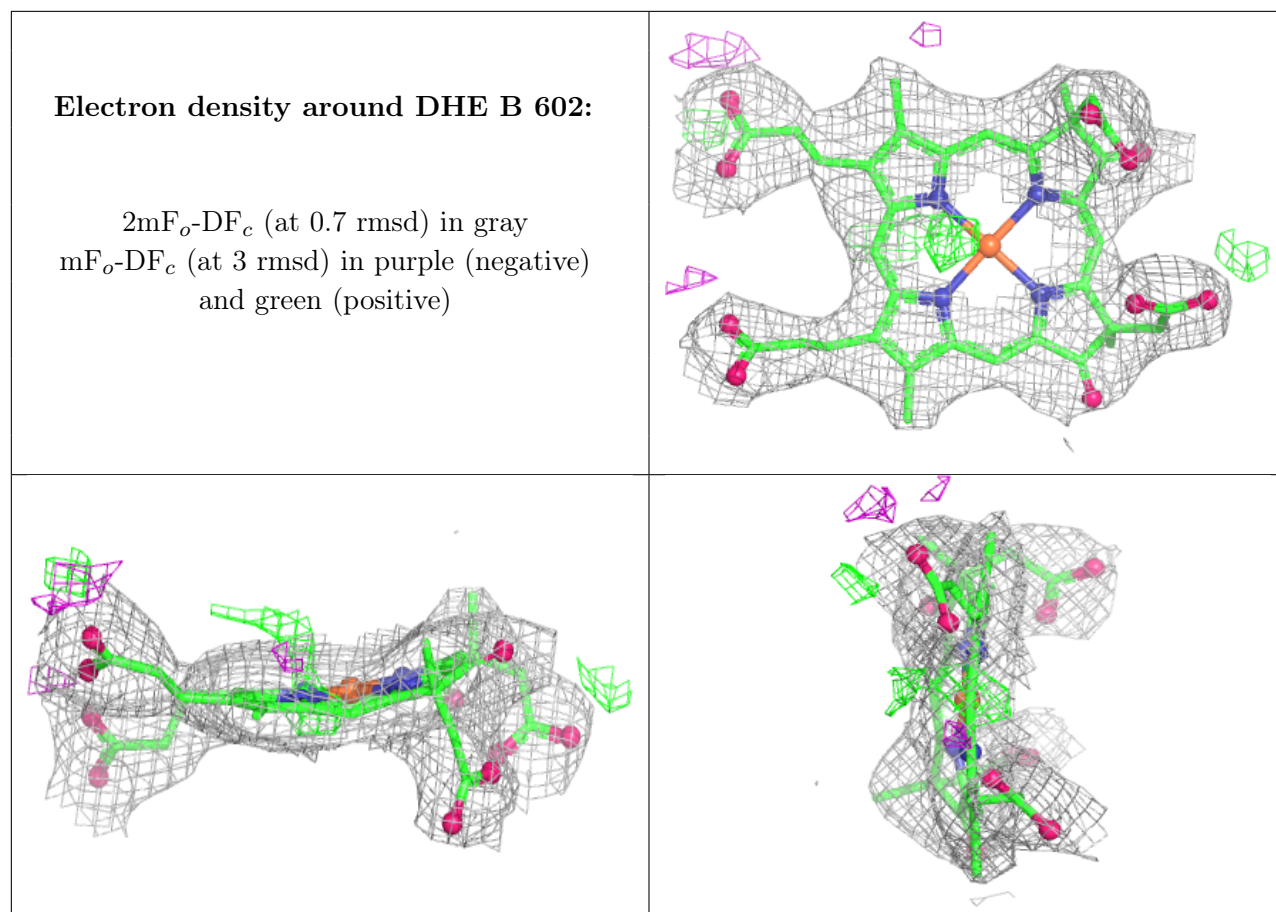 Electron density around DHE B 602:
2mFo-DFc (at 0.7 rmsd) in gray
mFo-DFc (at 3 rmsd) in purple (negative)
and green (positive)